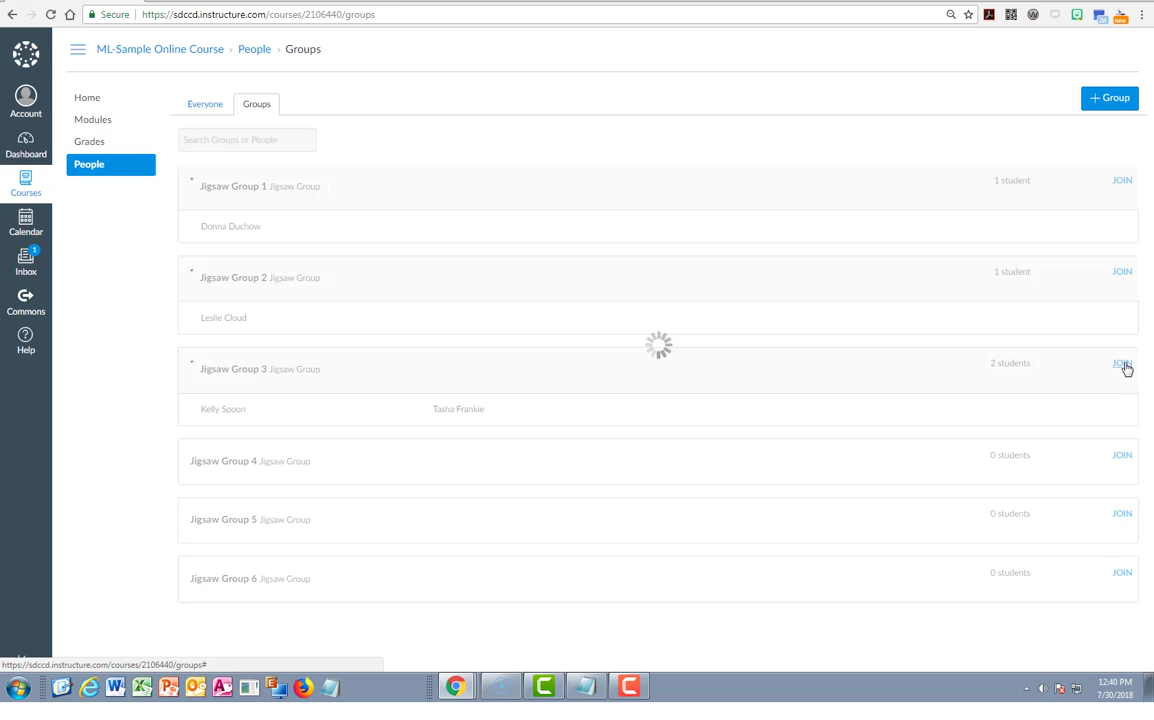 Secure https://sdccd.instructure.com/courses/2106440/groups
new
ML-Sample Online Course › People › Groups
Account
Dashboard
Courses
Calendar
1
Inbox
Commons
Help
Home
Modules
Grades
People
Everyone Groups
+ Group
Search Groups or People
Jigsaw Group 1 Jigsaw Group 1 student JOIN
Donna Duchow
Jigsaw Group 2 Jigsaw Group 1 student JOIN
Leslie Cloud
Jigsaw Group 3 Jigsaw Group 2 students JOIN
Kelly Spoon Tasha Frankie
Jigsaw Group 4 Jigsaw Group 0 students JOIN
Jigsaw Group 5 Jigsaw Group 0 students JOIN
Jigsaw Group 6 Jigsaw Group 0 students JOIN
https://sdccd.instructure.com/courses/2106440/groups#
12:40 PM
7/30/2018